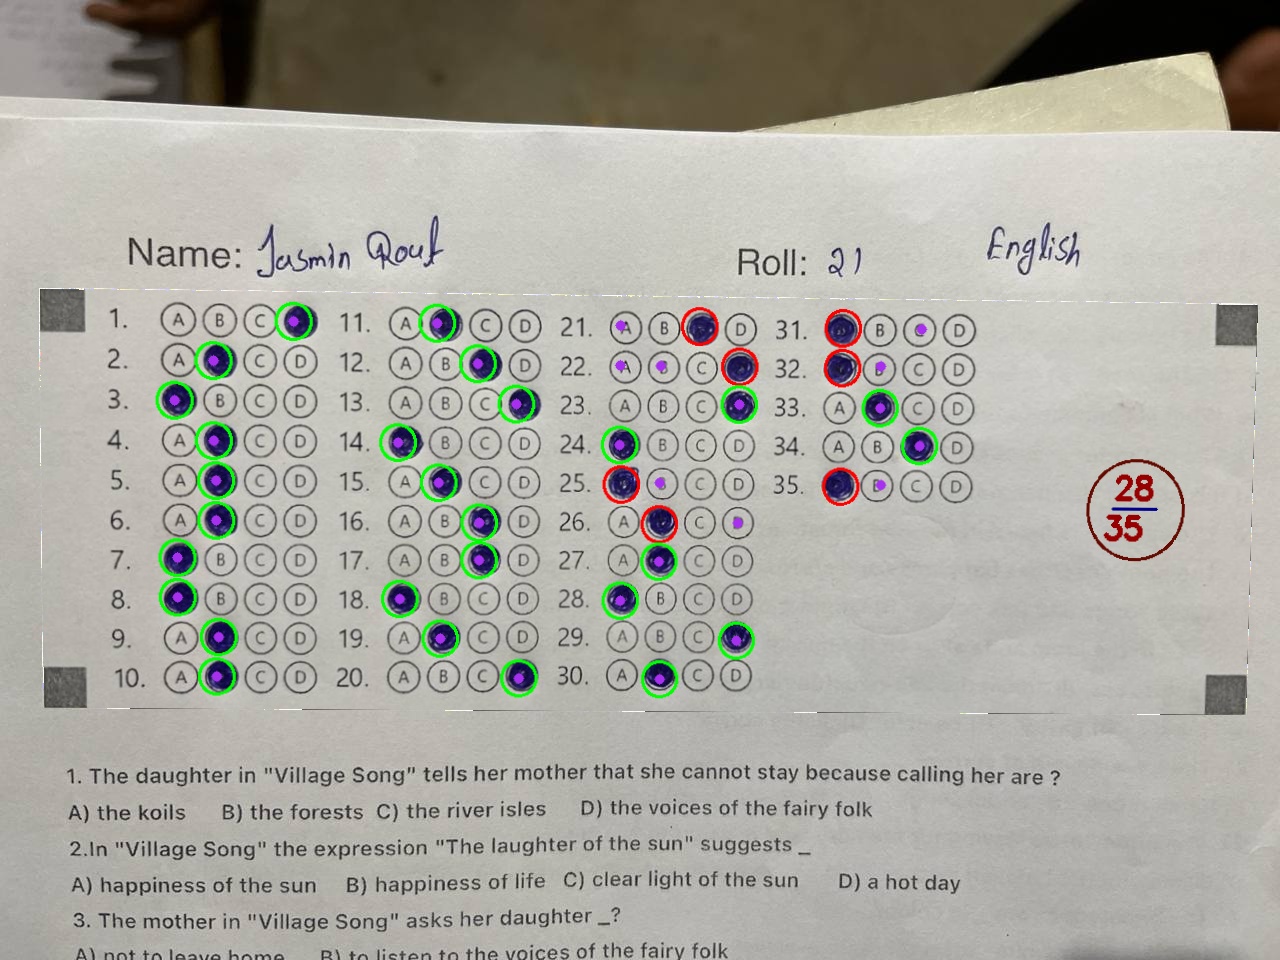 Name: Jasmin Rout Roll: 21 English
1. A B C 11. A C D 21. A B D 31. B C D
2. A C D 12. A B D 22. A B C 32. B C D
3. B C D 13. A B C 23. A B C 33. A C D
4. A C D 14. B C D 24. B C D 34. A B D
5. A C D 15. A C D 25. B C D 35. B C D
6. A C D 16. A B D 26. A C
7. B C D 17. A B D 27. A C D
8. B C D 18. B C D 28. B C D
9. A C D 19. A C D 29. A B C
10. A C D 20. A B C 30. A C D
28
35
1. The daughter in "Village Song" tells her mother that she cannot stay because calling her are ?
A) the koils B) the forests C) the river isles D) the voices of the fairy folk
2.In "Village Song" the expression "The laughter of the sun" suggests _
A) happiness of the sun B) happiness of life C) clear light of the sun D) a hot day
3. The mother in "Village Song" asks her daughter _?
A) not to leave home B) to listen to the voices of the fairy folk